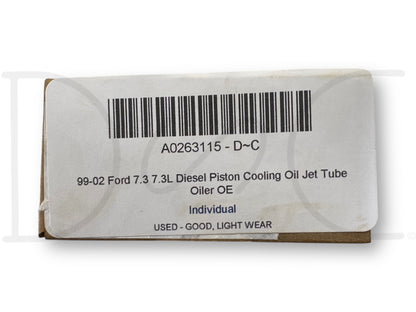 A0263115 - D~C
99-02 Ford 7.3 7.3L Diesel Piston Cooling Oil Jet Tube
Oiler OE
Individual
USED - GOOD, LIGHT WEAR